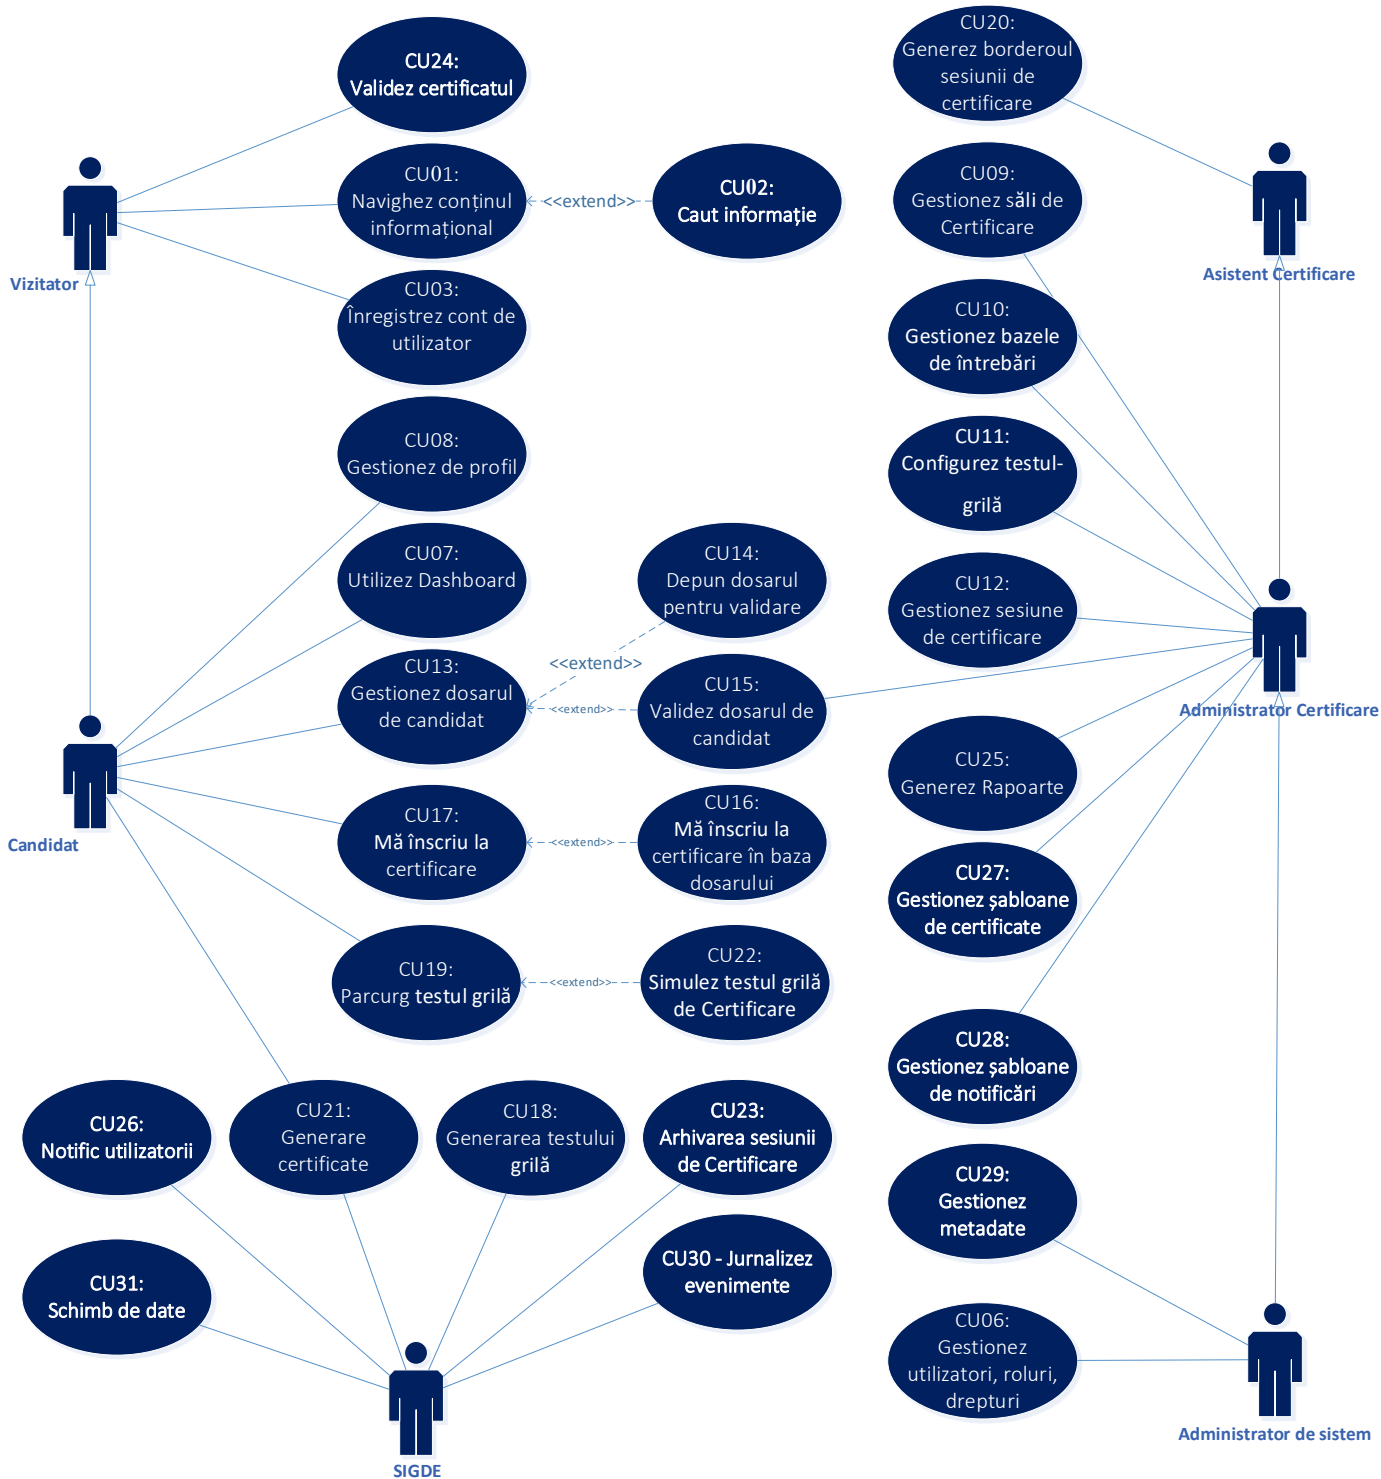 CU24:
Validez certificatul
CU01:
Navighez conținul
informațional
<<extend>>
CU02:
Caut informație
Vizitator
CU03:
Înregistrez cont de
utilizator
CU08:
Gestionez de profil
CU07:
Utilizez Dashboard
CU14:
Depun dosarul
pentru validare
<<extend>>
CU13:
Gestionez dosarul
de candidat
<<extend>>
CU15:
Validez dosarul de
candidat
Candidat
CU17:
Mă înscriu la
certificare
<<extend>>
CU16:
Mă înscriu la
certificare în baza
dosarului
CU19:
Parcurg testul grilă
<<extend>>
CU22:
Simulez testul grilă
de Certificare
CU26:
Notific utilizatorii
CU21:
Generare
certificate
CU18:
Generarea testului
grilă
CU23:
Arhivarea sesiunii
de Certificare
CU31:
Schimb de date
CU30 - Jurnalizez
evenimente
SIGDE
CU20:
Generez borderoul
sesiunii de
certificare
CU09:
Gestionez săli de
Certificare
Asistent Certificare
CU10:
Gestionez bazele
de întrebări
CU11:
Configurez testul-
grilă
CU12:
Gestionez sesiune
de certificare
Administrator Certificare
CU25:
Generez Rapoarte
CU27:
Gestionez șabloane
de certificate
CU28:
Gestionez șabloane
de notificări
CU29:
Gestionez
metadate
CU06:
Gestionez
utilizatori, roluri,
drepturi
Administrator de sistem